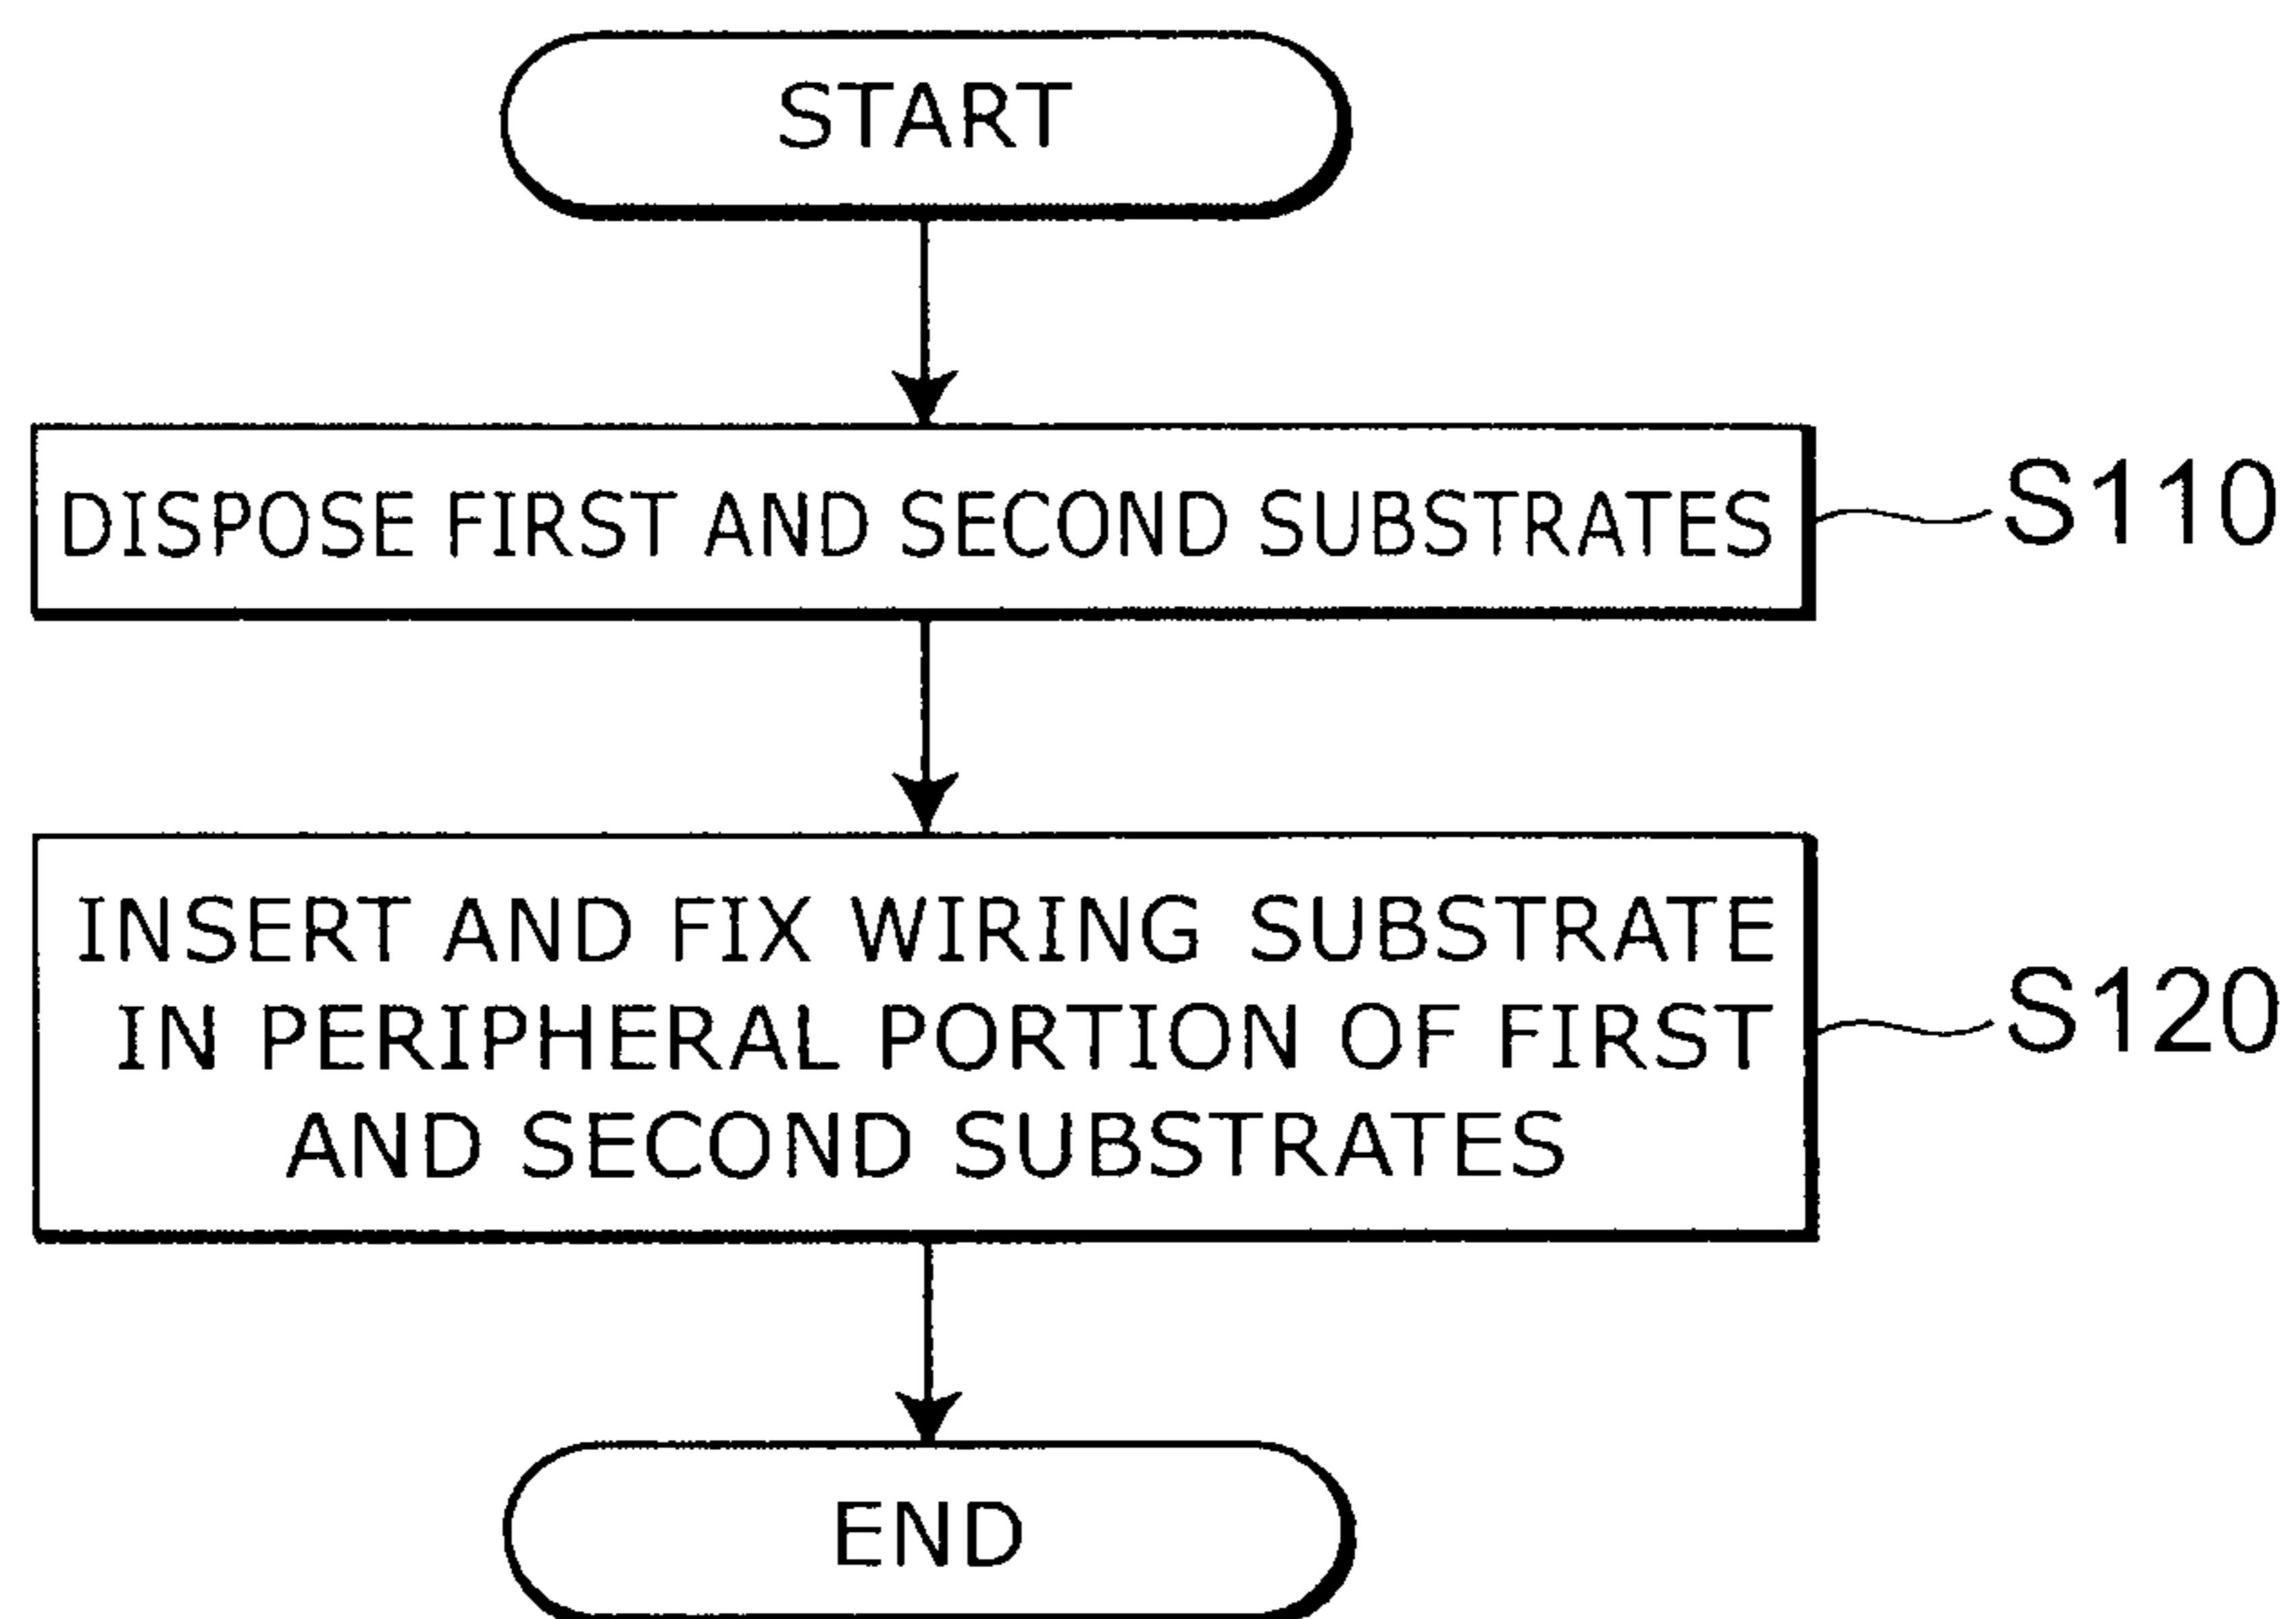 START
DISPOSE FIRST AND SECOND SUBSTRATES
S110
INSERT AND FIX WIRING SUBSTRATE
IN PERIPHERAL PORTION OF FIRST
AND SECOND SUBSTRATES
S120
END